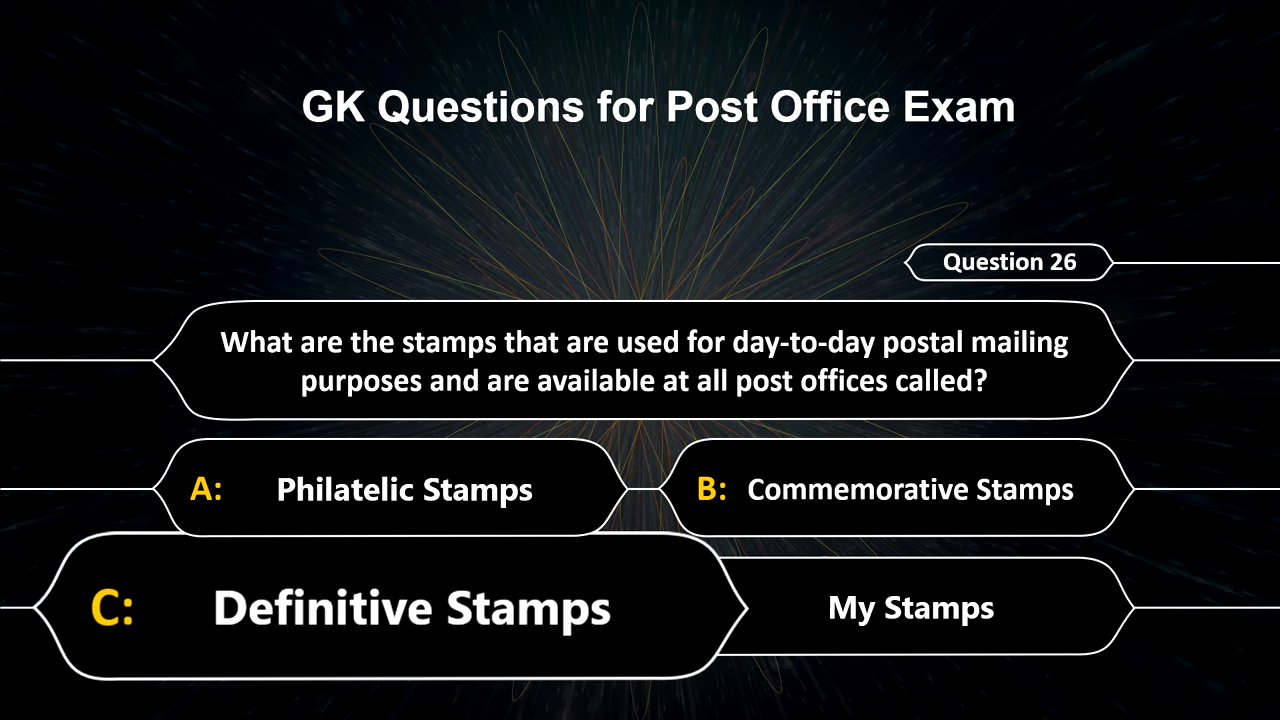 GK Questions for Post Office Exam
Question 26
What are the stamps that are used for day-to-day postal mailing
purposes and are available at all post offices called?
A: Philatelic Stamps
B: Commemorative Stamps
C: Definitive Stamps
My Stamps